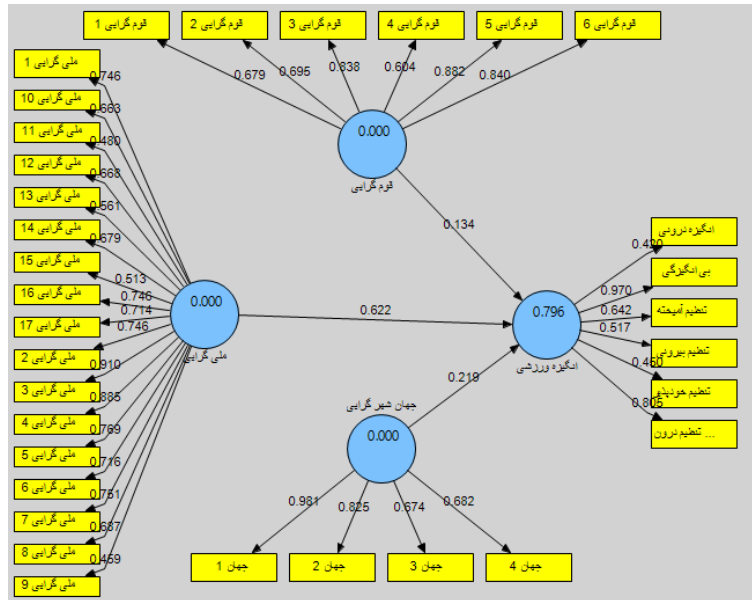 قوم گرایی 1
قوم گرایی 2
قوم گرایی 3
قوم گرایی 4
قوم گرایی 5
قوم گرایی 6
0.679
0.695
0.838
0.604
0.882
0.840
0.000
قوم گرایی
ملی گرایی 1
ملی گرایی 10
ملی گرایی 11
ملی گرایی 12
ملی گرایی 13
ملی گرایی 14
ملی گرایی 15
ملی گرایی 16
ملی گرایی 17
ملی گرایی 2
ملی گرایی 3
ملی گرایی 4
ملی گرایی 5
ملی گرایی 6
ملی گرایی 7
ملی گرایی 8
ملی گرایی 9
0.746
0.663
0.480
0.668
0.561
0.679
0.513
0.746
0.714
0.746
0.910
0.885
0.769
0.716
0.751
0.687
0.459
0.000
ملی گرایی
0.134
0.622
0.219
0.796
انگیزه ورزشی
0.420
0.970
0.642
0.517
0.460
0.805
انگیزه درونی
بی انگیزگی
تنظیم آمیخته
تنظیم بیرونی
تنظیم خودپذیر
تنظیم درون ...
جهان شهر گرایی
0.000
0.981
0.825
0.674
0.682
جهان 1
جهان 2
جهان 3
جهان 4